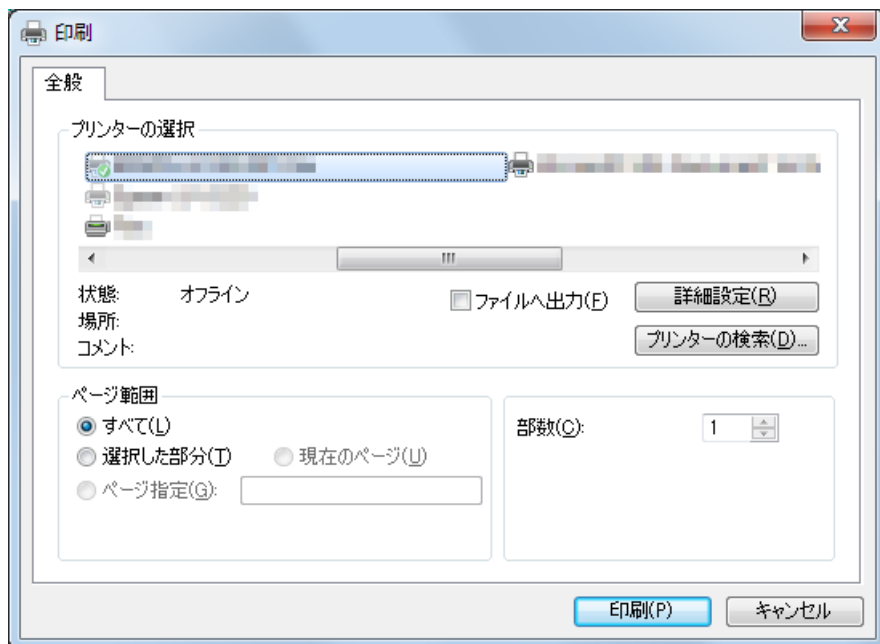 印刷
全般
プリンターの選択
状態: オフライン
場所:
コメント:
ファイルへ出力(F)
詳細設定(R)
プリンターの検索(D)...
ページ範囲
すべて(L)
選択した部分(T) 現在のページ(U)
ページ指定(G):
部数(C): 1
印刷(P) キャンセル